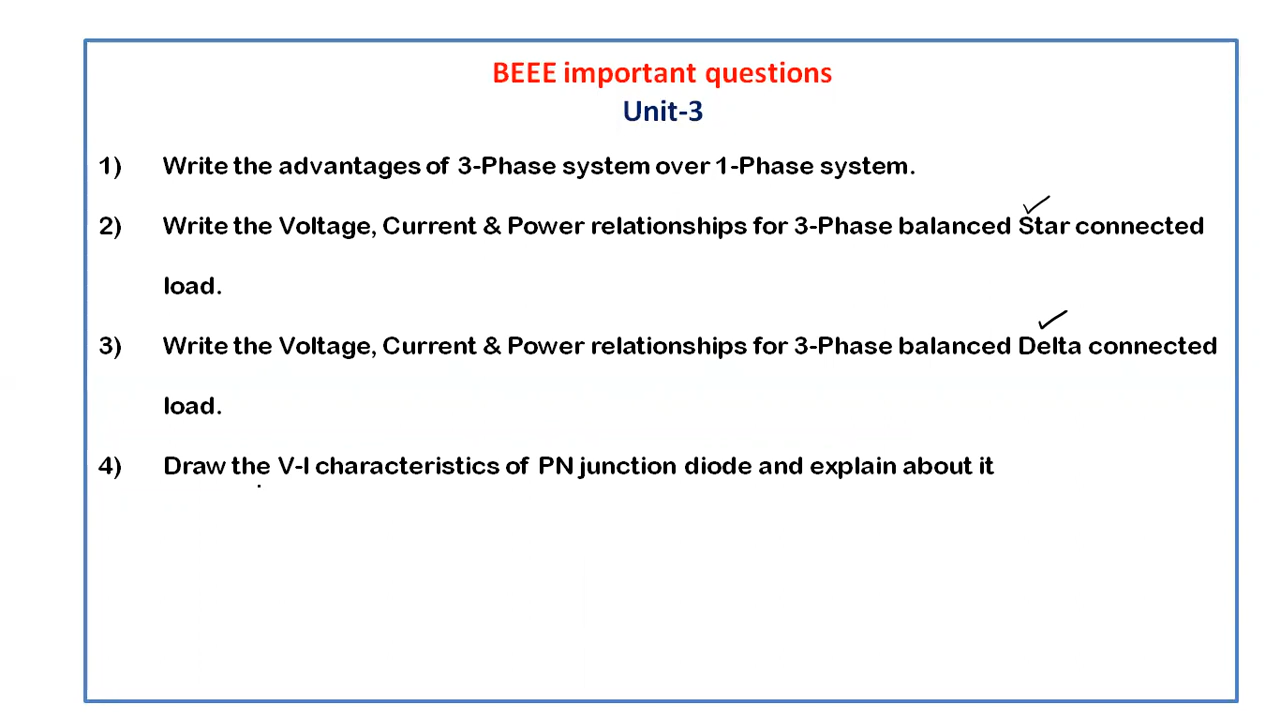 BEEE important questions
Unit-3
1) Write the advantages of 3-Phase system over 1-Phase system.
2) Write the Voltage, Current & Power relationships for 3-Phase balanced Star connected
load.
3) Write the Voltage, Current & Power relationships for 3-Phase balanced Delta connected
load.
4) Draw the V-I characteristics of PN junction diode and explain about it